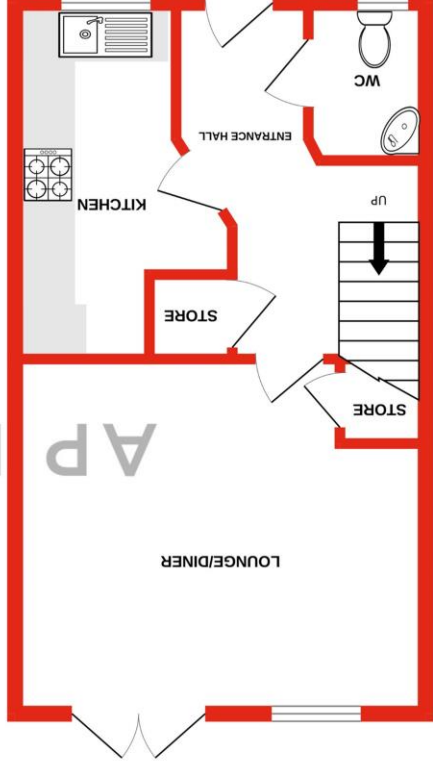 LOUNGE/DINER
AP
STORE
STORE
KITCHEN
UP
ENTRANCE HALL
WC